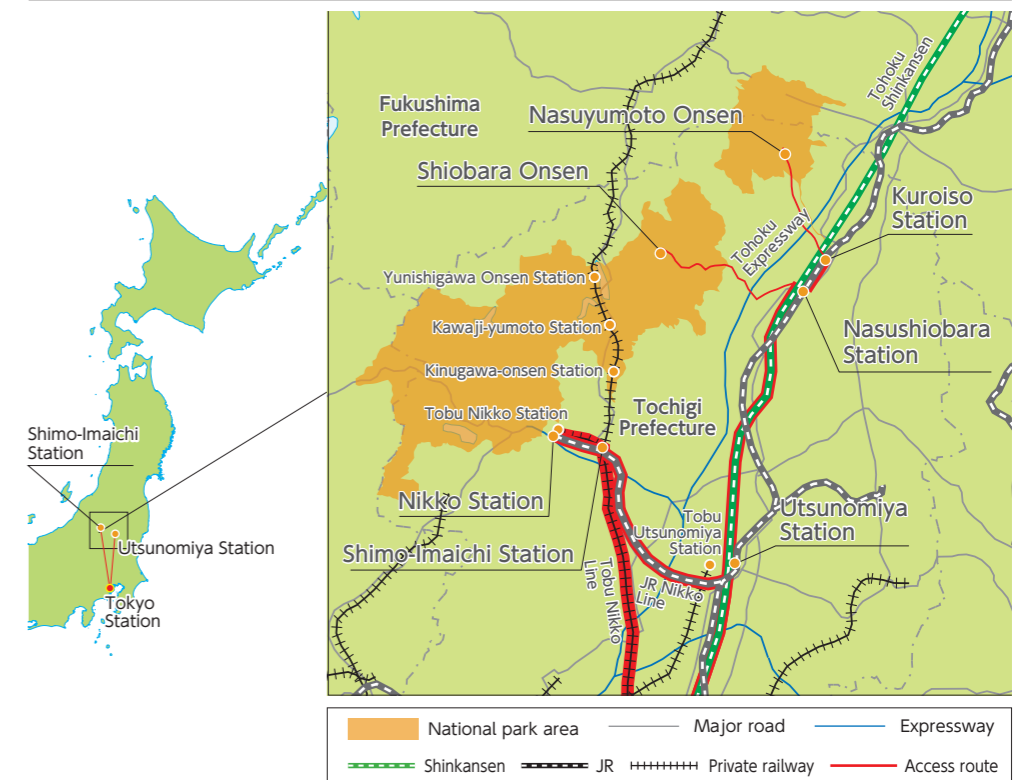 Fukushima
Prefecture
Nasuyumoto Onsen
Tohoku
Shinkansen
Shiobara Onsen
Kuroiso
Station
Tohoku
Expressway
Yunishigawa Onsen Station
Kawaji-yumoto Station
Nasushiobara
Station
Kinugawa-onsen Station
Tobu Nikko Station
Tochigi
Prefecture
Nikko Station
Shimo-Imaichi Station
Tobu
Utsunomiya
Station
Utsunomiya
Station
Tobu Nikko
Line
JR Nikko
Line
Shimo-Imaichi
Station
Utsunomiya Station
Tokyo
Station
National park area
Major road
Expressway
Shinkansen
JR
Private railway
Access route